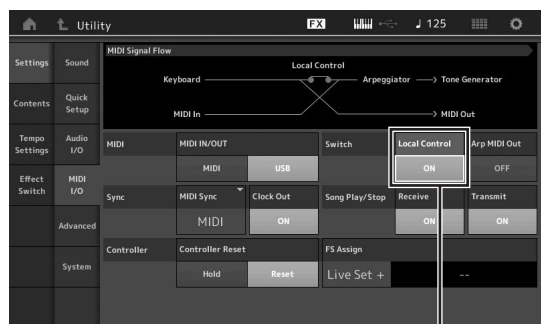 Utility FX ♩ 125
Settings
Contents
Tempo
Settings
Effect
Switch
Sound
Quick
Setup
Audio
I/O
MIDI
I/O
Advanced
System
MIDI Signal Flow
Local Control
Keyboard Arpeggiator Tone Generator
MIDI In MIDI Out
MIDI MIDI IN/OUT Switch Local Control Arp MIDI Out
MIDI USB ON OFF
Sync MIDI Sync Clock Out Song Play/Stop Receive Transmit
MIDI ON ON ON
Controller Controller Reset FS Assign
Hold Reset Live Set + --